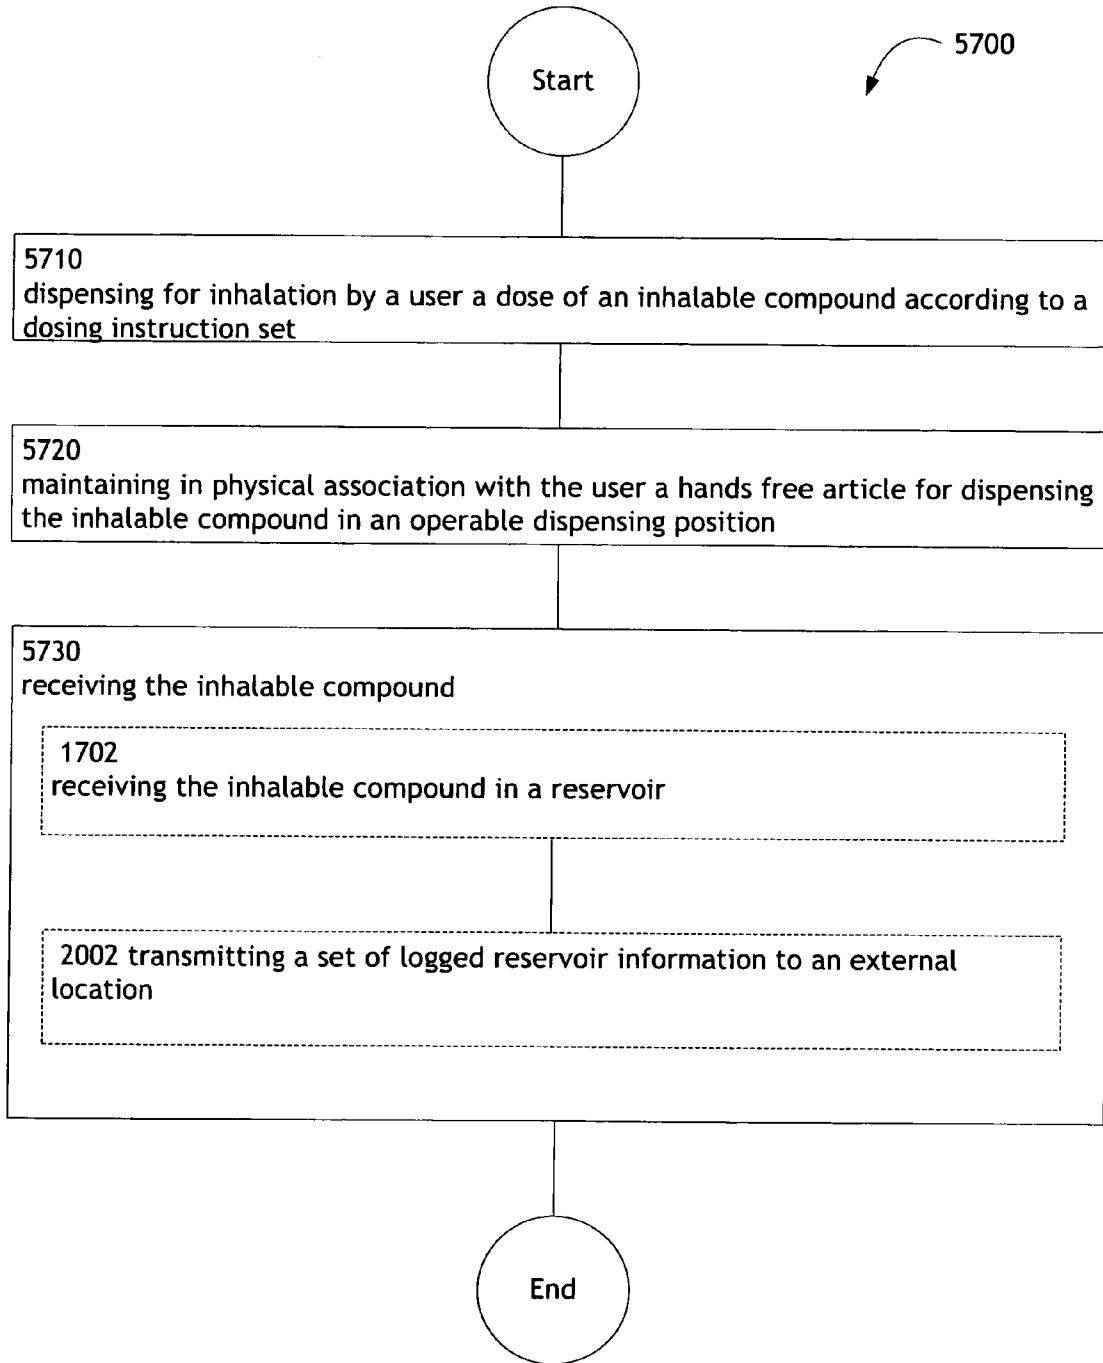 Start
5700
5710
dispensing for inhalation by a user a dose of an inhalable compound according to a
dosing instruction set
5720
maintaining in physical association with the user a hands free article for dispensing
the inhalable compound in an operable dispensing position
5730
receiving the inhalable compound
1702
receiving the inhalable compound in a reservoir
2002 transmitting a set of logged reservoir information to an external
location
End